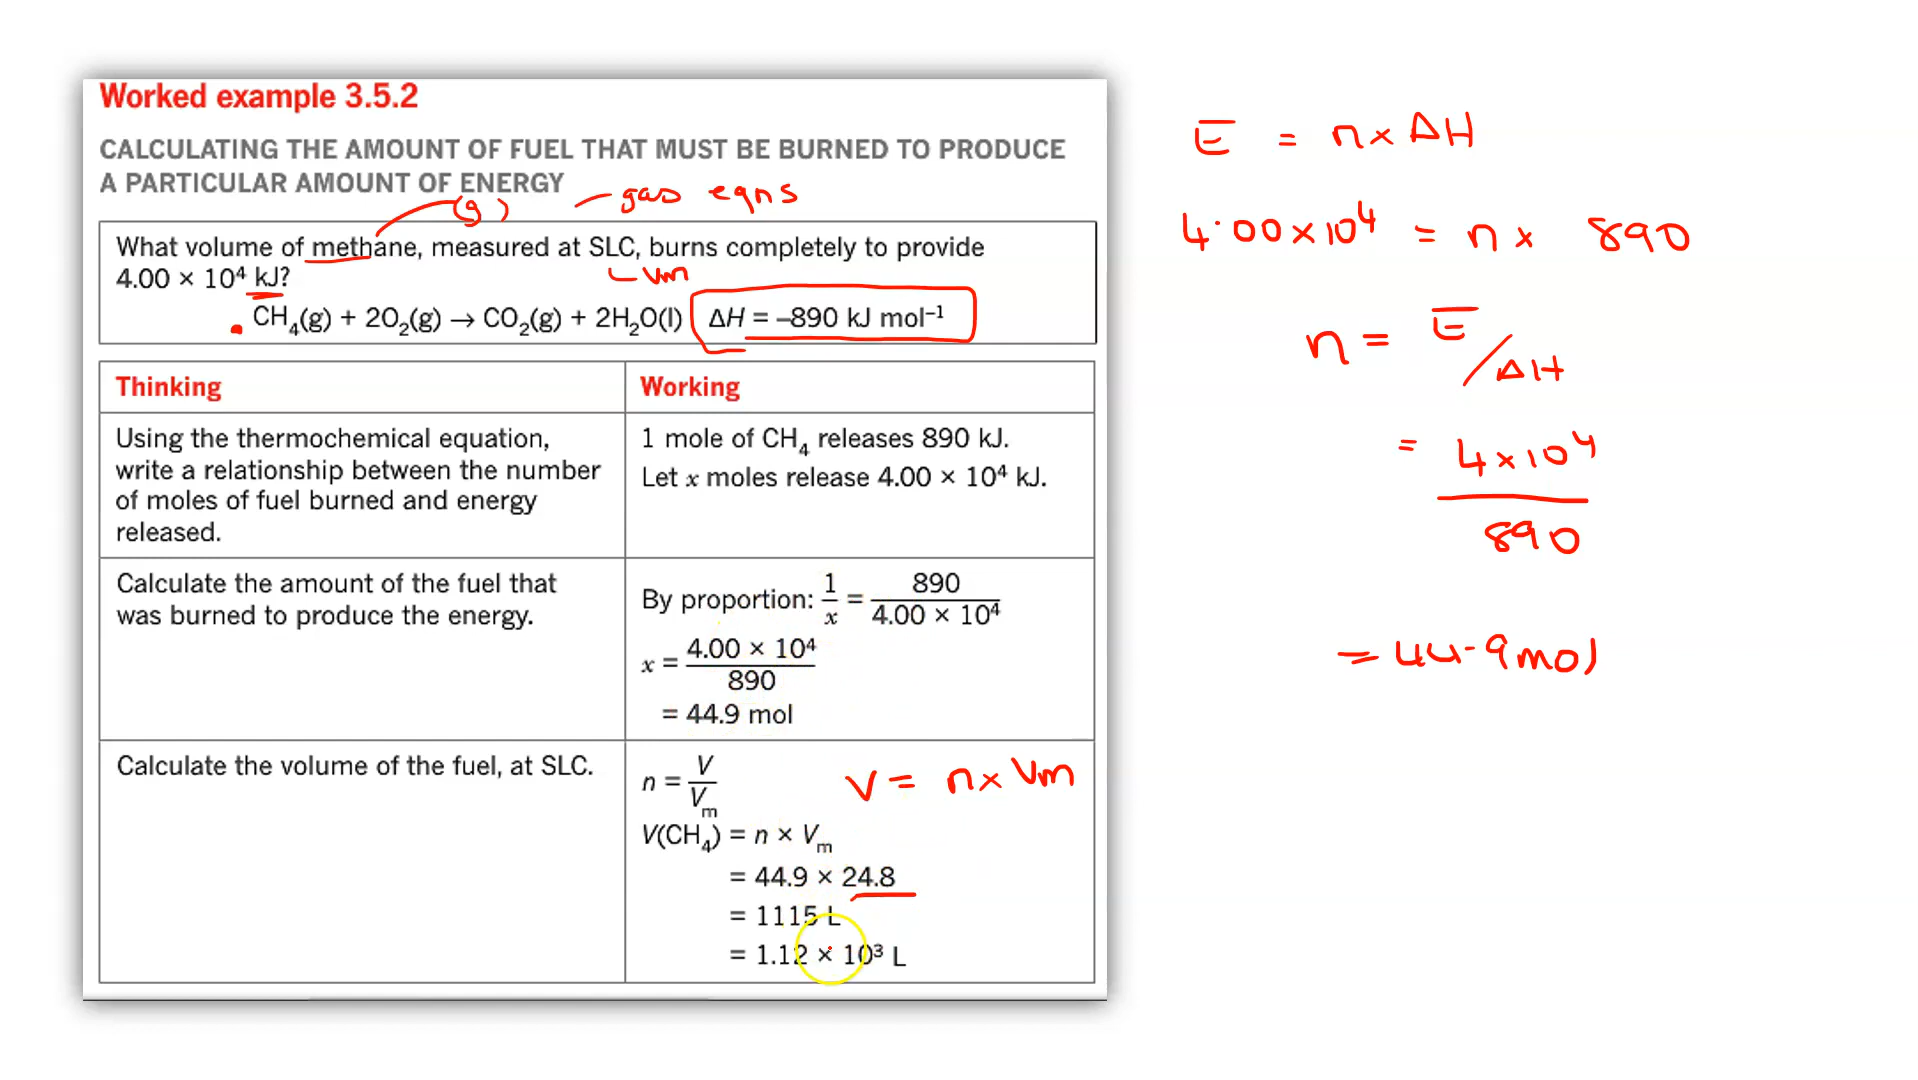 Worked example 3.5.2
CALCULATING THE AMOUNT OF FUEL THAT MUST BE BURNED TO PRODUCE
A PARTICULAR AMOUNT OF ENERGY
(g)
gas eqns
What volume of methane, measured at SLC, burns completely to provide
4.00 × 10⁴ kJ?
Vm
CH₄(g) + 2O₂(g) → CO₂(g) + 2H₂O(l) ΔH = –890 kJ mol⁻¹
Thinking
Working
Using the thermochemical equation,
write a relationship between the number
of moles of fuel burned and energy
released.
1 mole of CH₄ releases 890 kJ.
Let x moles release 4.00 × 10⁴ kJ.
Calculate the amount of the fuel that
was burned to produce the energy.
By proportion: 1/x = 890/4.00 × 10⁴
x = 4.00 × 10⁴/890
= 44.9 mol
Calculate the volume of the fuel, at SLC.
n = V/Vₘ
V = n × Vm
V(CH₄) = n × Vₘ
= 44.9 × 24.8
= 1115 L
= 1.12 × 10³ L
E = n × ΔH
4.00 × 10⁴ = n × 890
n = E/ΔH
= 4 × 10⁴
890
= 44.9 mol